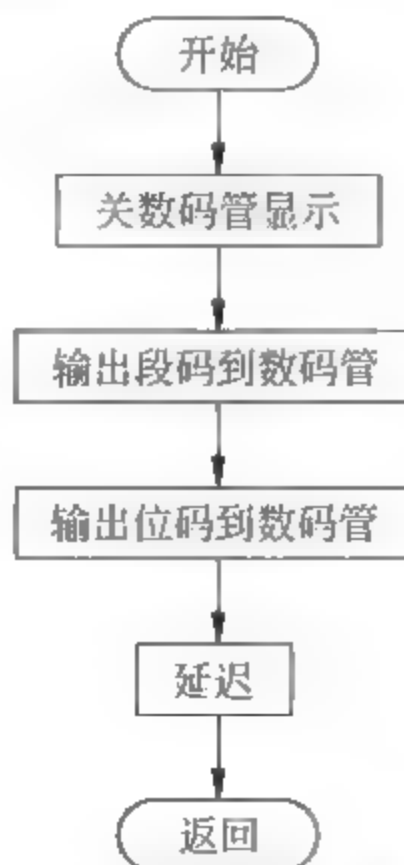 开始
关数码管显示
输出段码到数码管
输出位码到数码管
延迟
返回